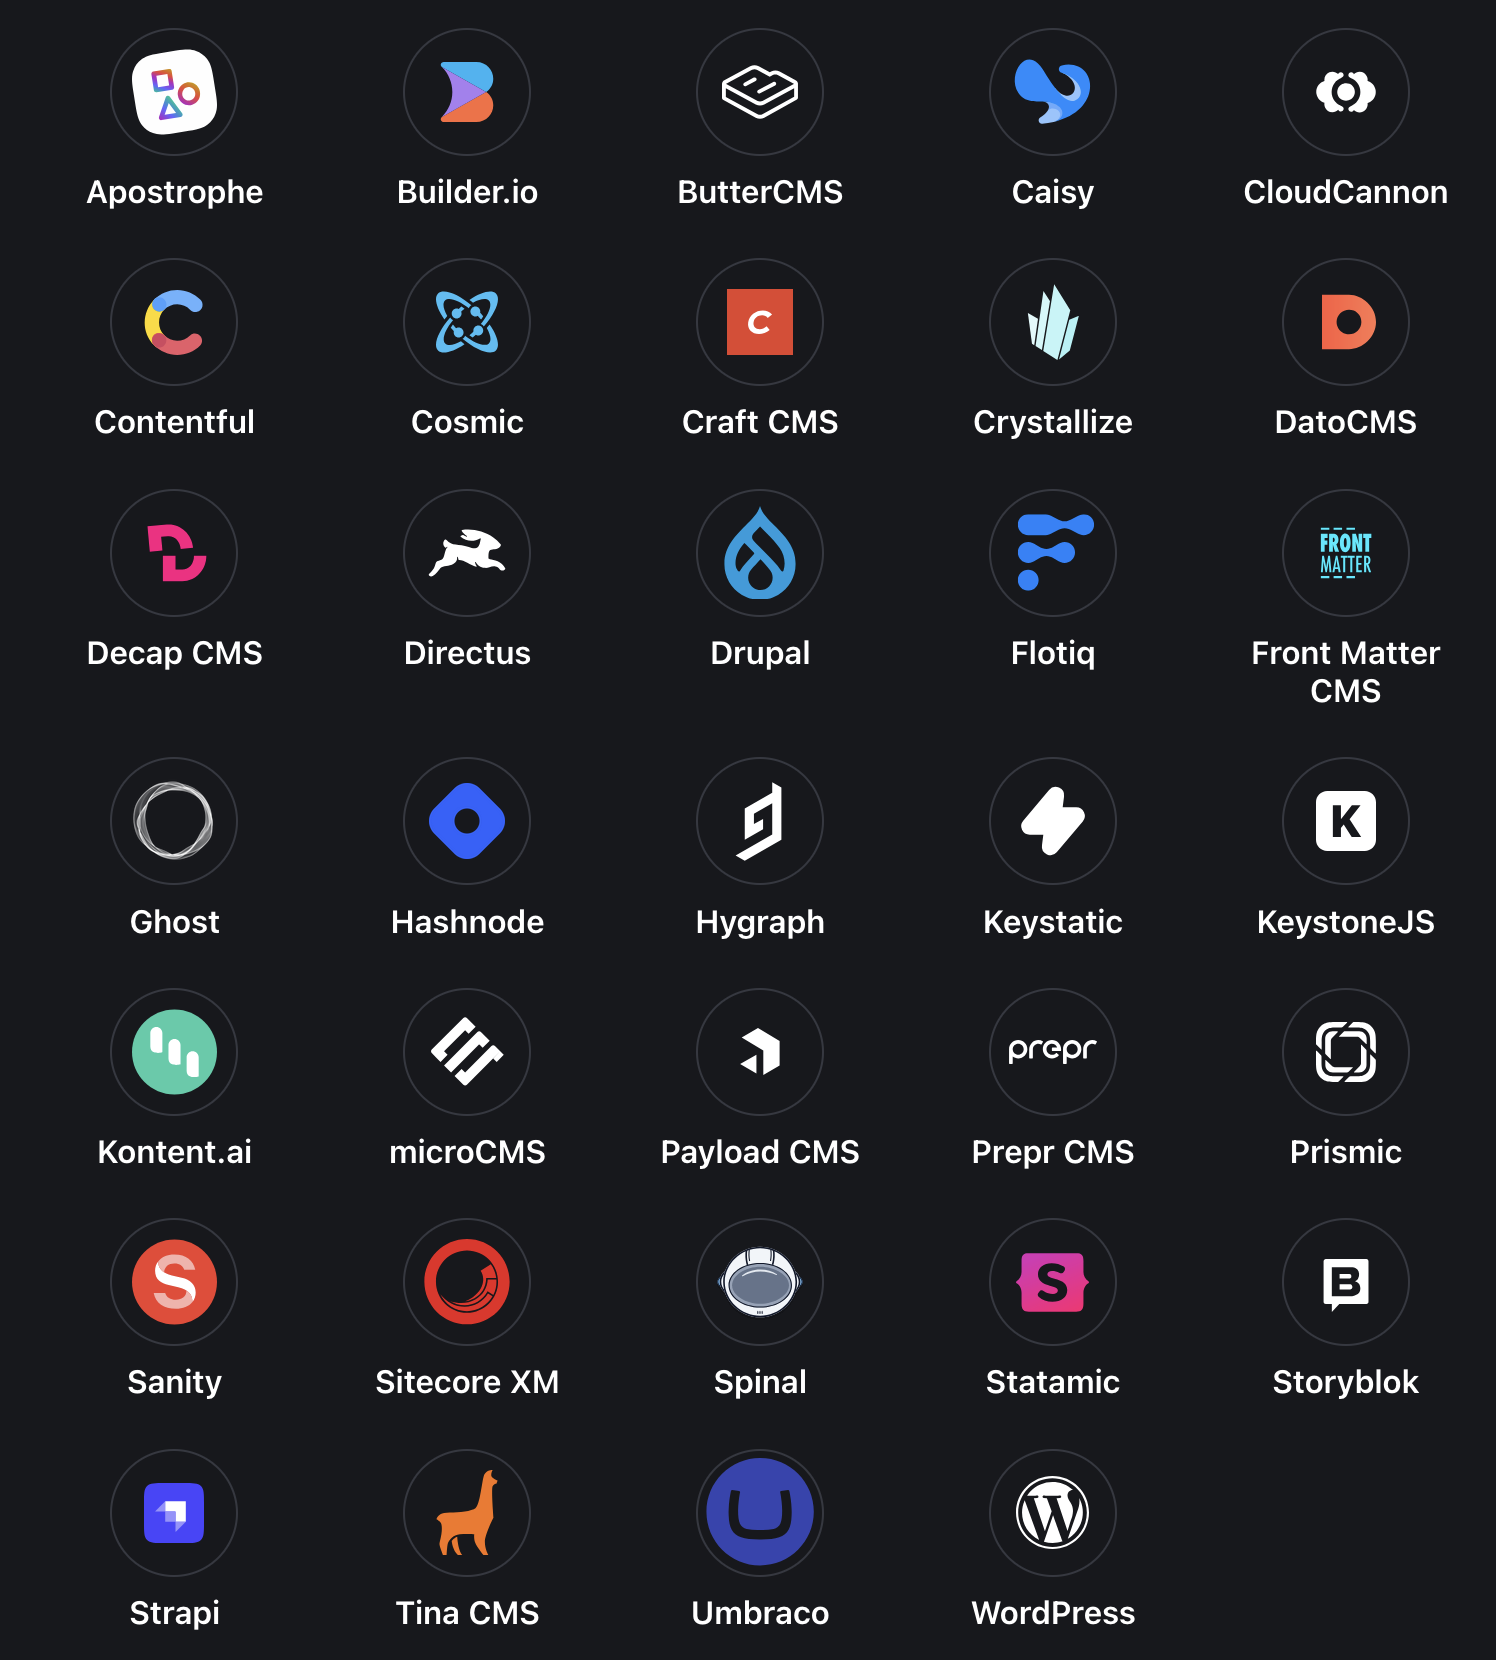 Apostrophe
Builder.io
ButterCMS
Caisy
CloudCannon
Contentful
Cosmic
C
Craft CMS
Crystallize
DatoCMS
Decap CMS
Directus
Drupal
Flotiq
FRONT
MATTER
Front Matter
CMS
Ghost
Hashnode
Hygraph
Keystatic
K
KeystoneJS
Kontent.ai
microCMS
Payload CMS
prepr
Prepr CMS
Prismic
S
Sanity
Sitecore XM
Spinal
S
Statamic
B
Storyblok
Strapi
Tina CMS
U
Umbraco
W
WordPress